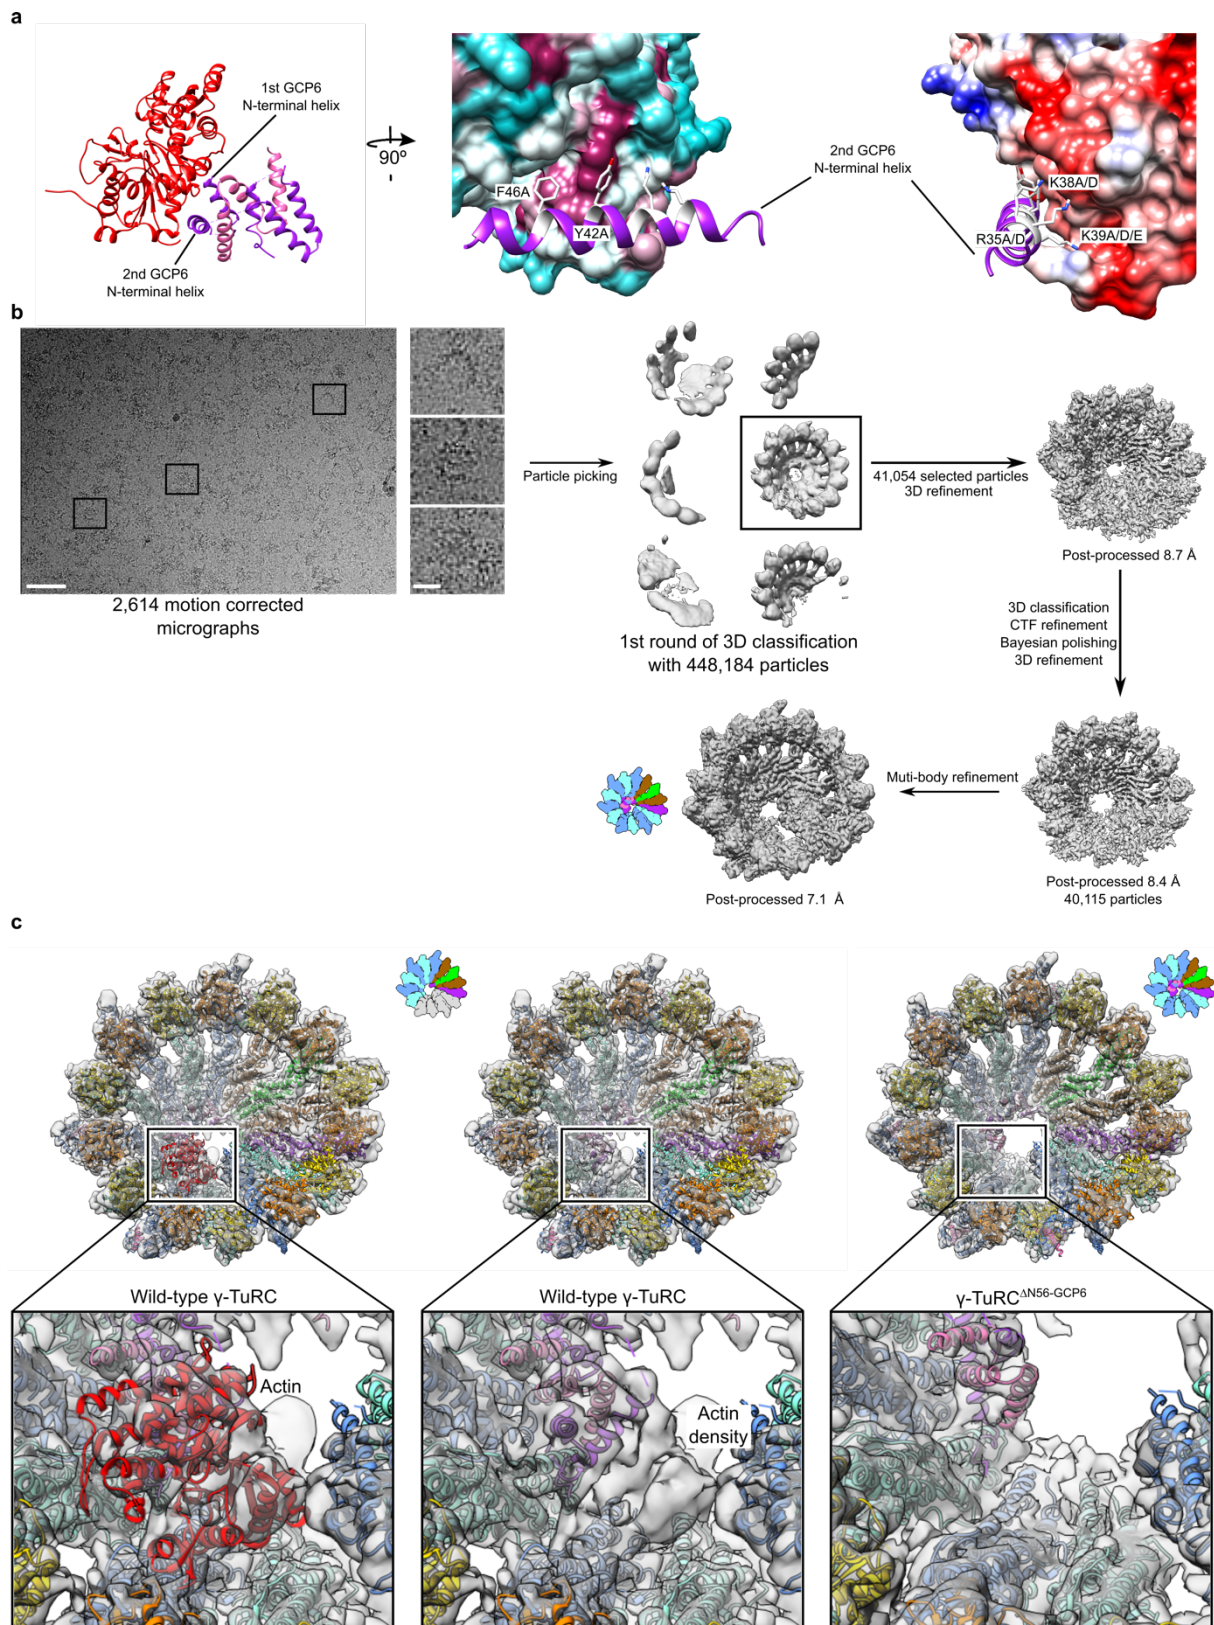 a
1st GCP6
N-terminal helix
2nd GCP6
N-terminal helix
90º
F46A
Y42A
2nd GCP6
N-terminal helix
K38A/D
R35A/D
K39A/D/E
b
2,614 motion corrected
micrographs
Particle picking
1st round of 3D classification
with 448,184 particles
41,054 selected particles
3D refinement
Post-processed 8.7 Å
3D classification
CTF refinement
Bayesian polishing
3D refinement
Post-processed 8.4 Å
40,115 particles
Muti-body refinement
Post-processed 7.1 Å
c
Wild-type γ-TuRC
Actin
Wild-type γ-TuRC
Actin
density
γ-TuRCΔN56-GCP6